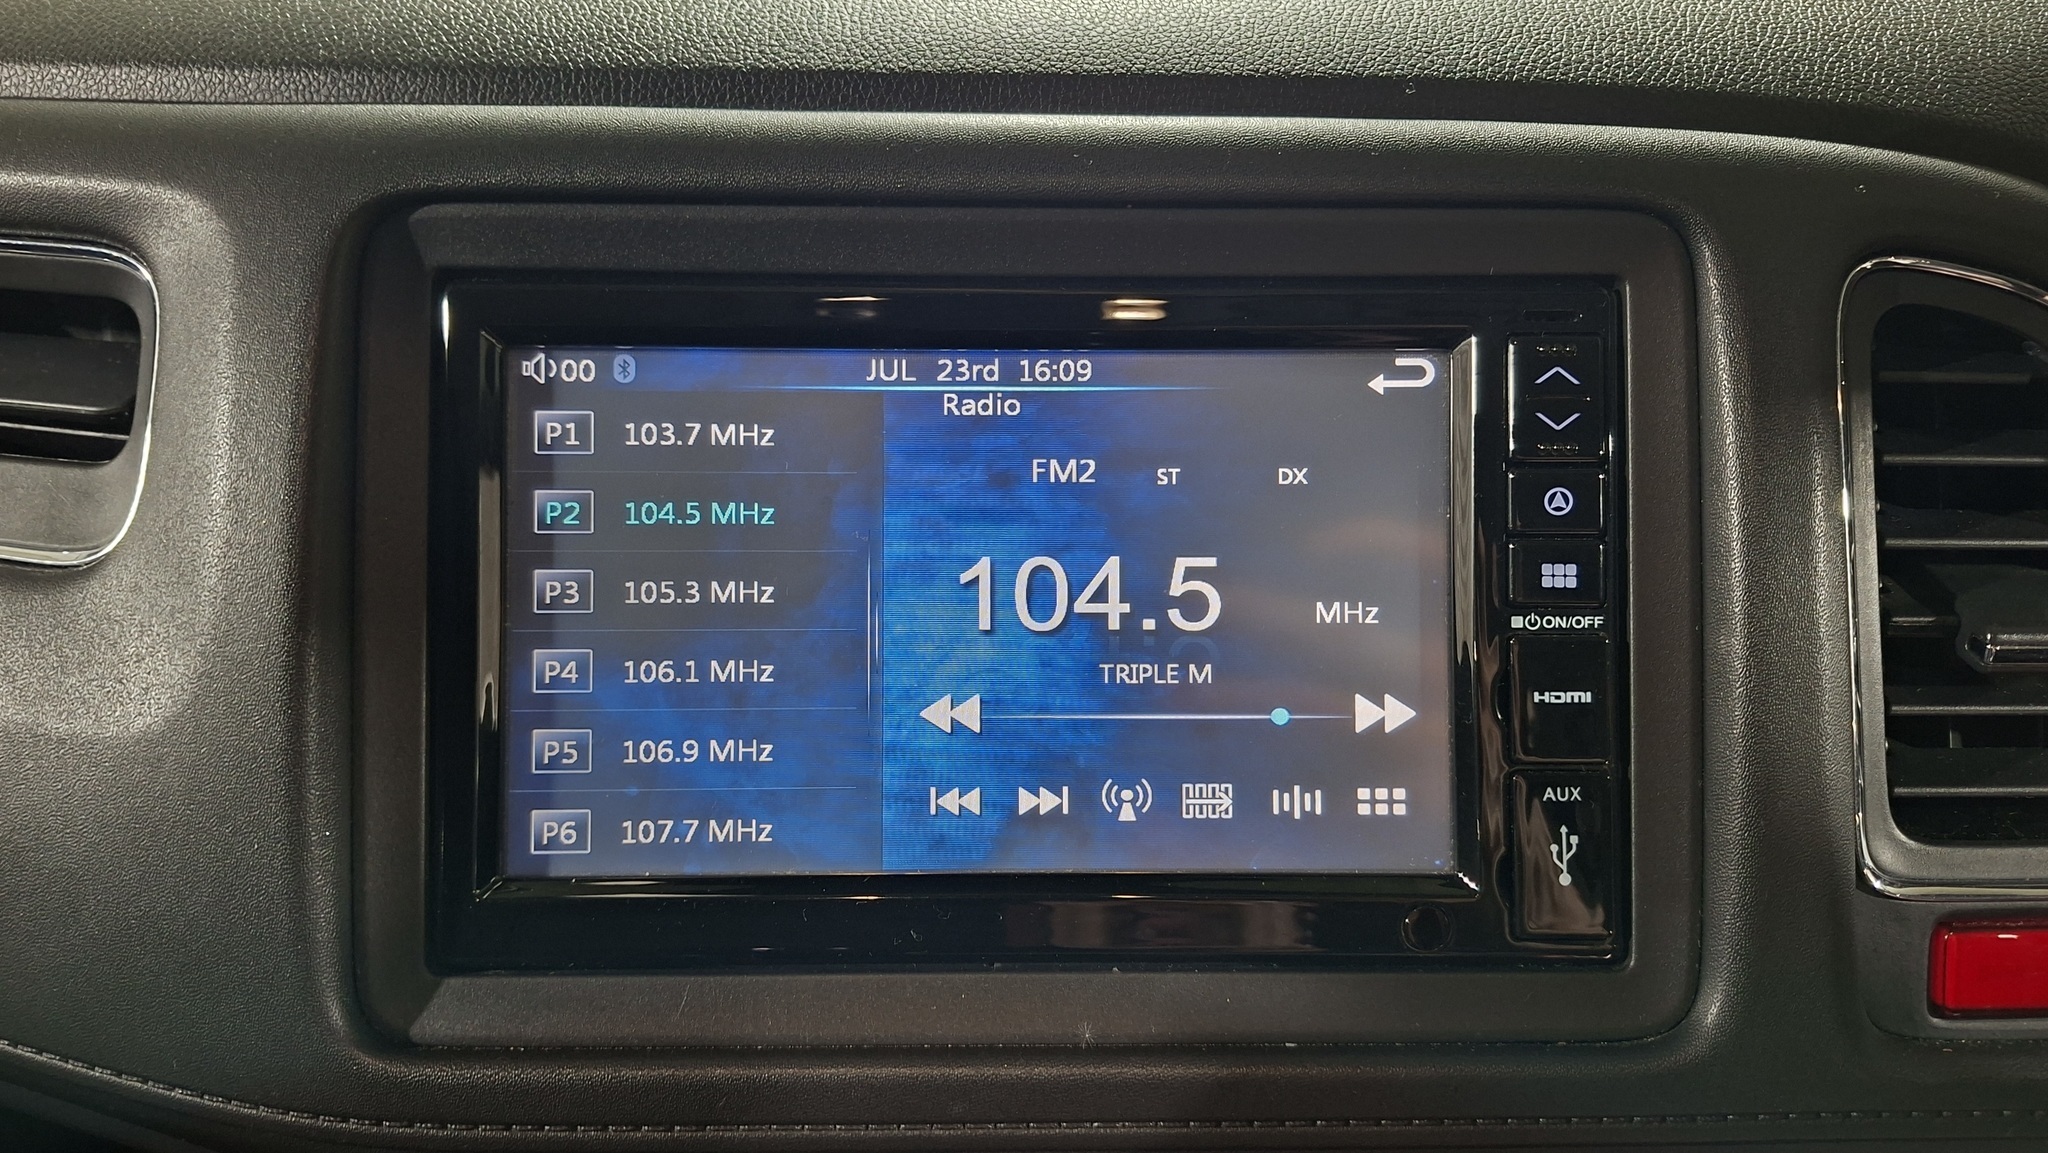 00 JUL 23rd 16:09
Radio
P1 103.7 MHz
P2 104.5 MHz
P3 105.3 MHz
P4 106.1 MHz
P5 106.9 MHz
P6 107.7 MHz
FM2 ST DX
104.5 MHz
TRIPLE M
ON/OFF
HDMI
AUX